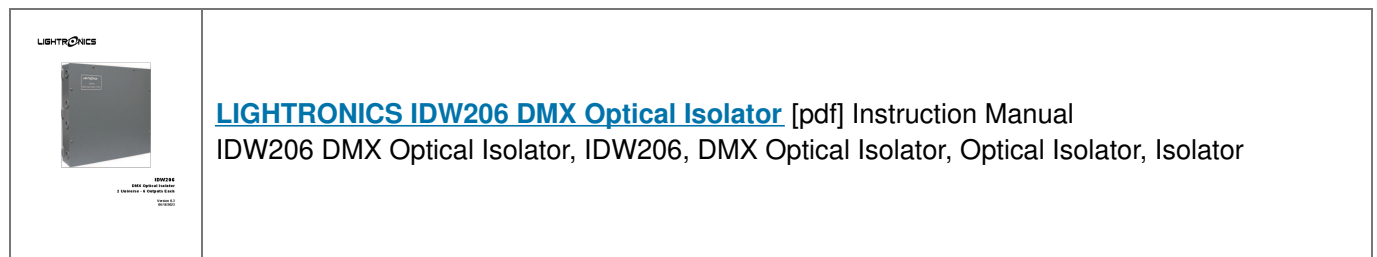 LIGHTRONICS
IDW206
DMX Optical Isolator
2 Universe - 6 Outputs Each
LIGHTRONICS IDW206 DMX Optical Isolator [pdf] Instruction Manual
IDW206 DMX Optical Isolator, IDW206, DMX Optical Isolator, Optical Isolator, Isolator